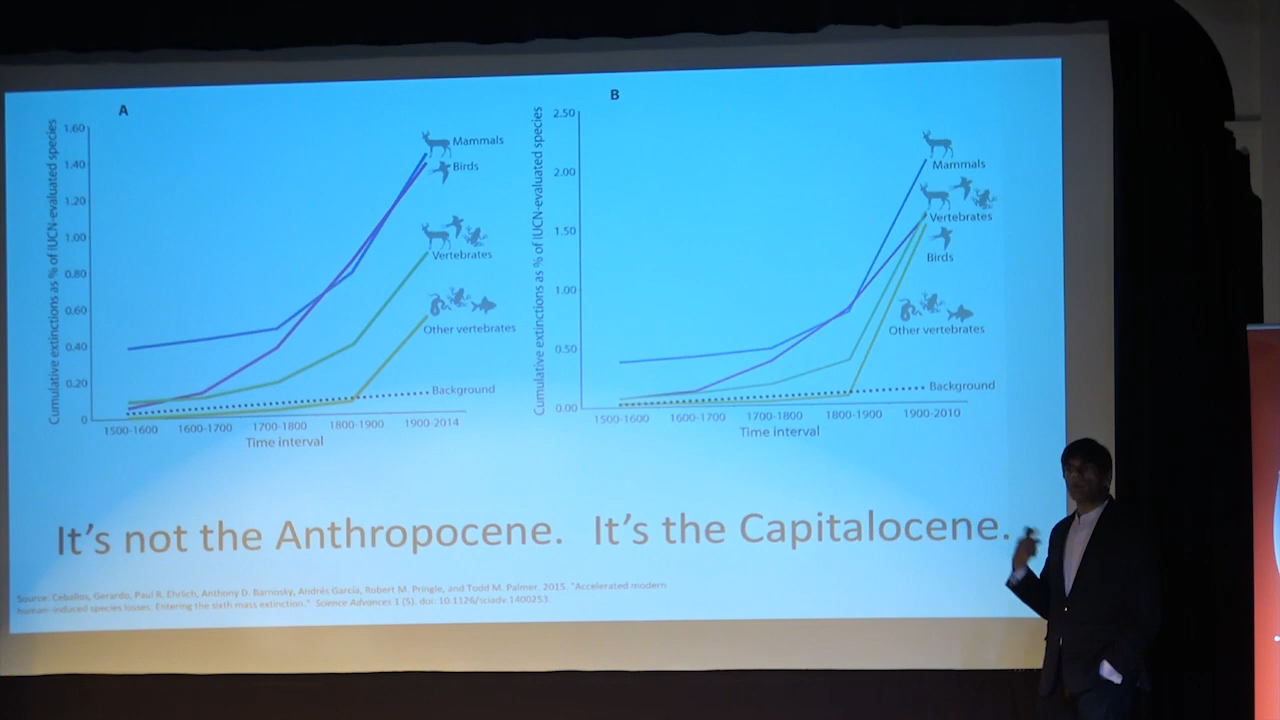 A
Cumulative extinctions as % of IUCN-evaluated species
1.60
1.40
1.20
1.00
0.80
0.60
0.40
0.20
0
Mammals
Birds
Vertebrates
Other vertebrates
Background
1500-1600 1600-1700 1700-1800 1800-1900 1900-2014
Time interval
B
Cumulative extinctions as % of IUCN-evaluated species
2.50
2.00
1.50
1.00
0.50
0.00
Mammals
Vertebrates
Birds
Other vertebrates
Background
1500-1600 1600-1700 1700-1800 1800-1900 1900-2010
Time interval
It's not the Anthropocene. It's the Capitalocene.
Source: Ceballos, Gerardo, Paul R. Ehrlich, Anthony D. Barnosky, Andrés García, Robert M. Pringle, and Todd M. Palmer. 2015. "Accelerated modern
human-induced species losses: Entering the sixth mass extinction." Science Advances 1 (5). doi: 10.1126/sciadv.1400253.